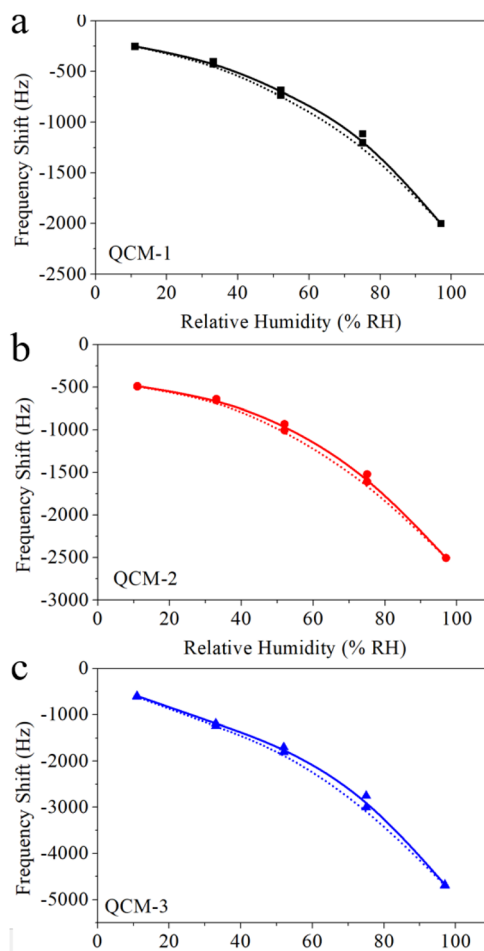 a
0
-500
-1000
-1500
-2000
-2500
Frequency Shift (Hz)
QCM-1
0 20 40 60 80 100
Relative Humidity (% RH)
b
0
-500
-1000
-1500
-2000
-2500
-3000
Frequency Shift (Hz)
QCM-2
0 20 40 60 80 100
Relative Humidity (% RH)
c
0
-1000
-2000
-3000
-4000
-5000
Frequency Shift (Hz)
QCM-3
0 20 40 60 80 100